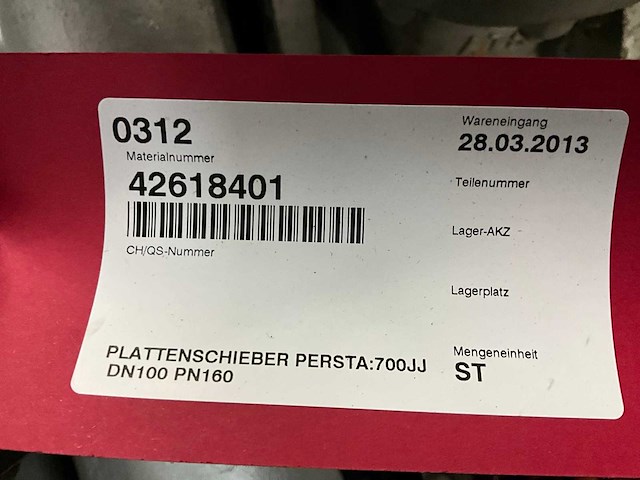 0312
Materialnummer
42618401
CH/QS-Nummer
PLATTENSCHIEBER PERSTA:700JJ
DN100 PN160
Wareneingang
28.03.2013
Teilenummer
Lager-AKZ
Lagerplatz
Mengeneinheit
ST